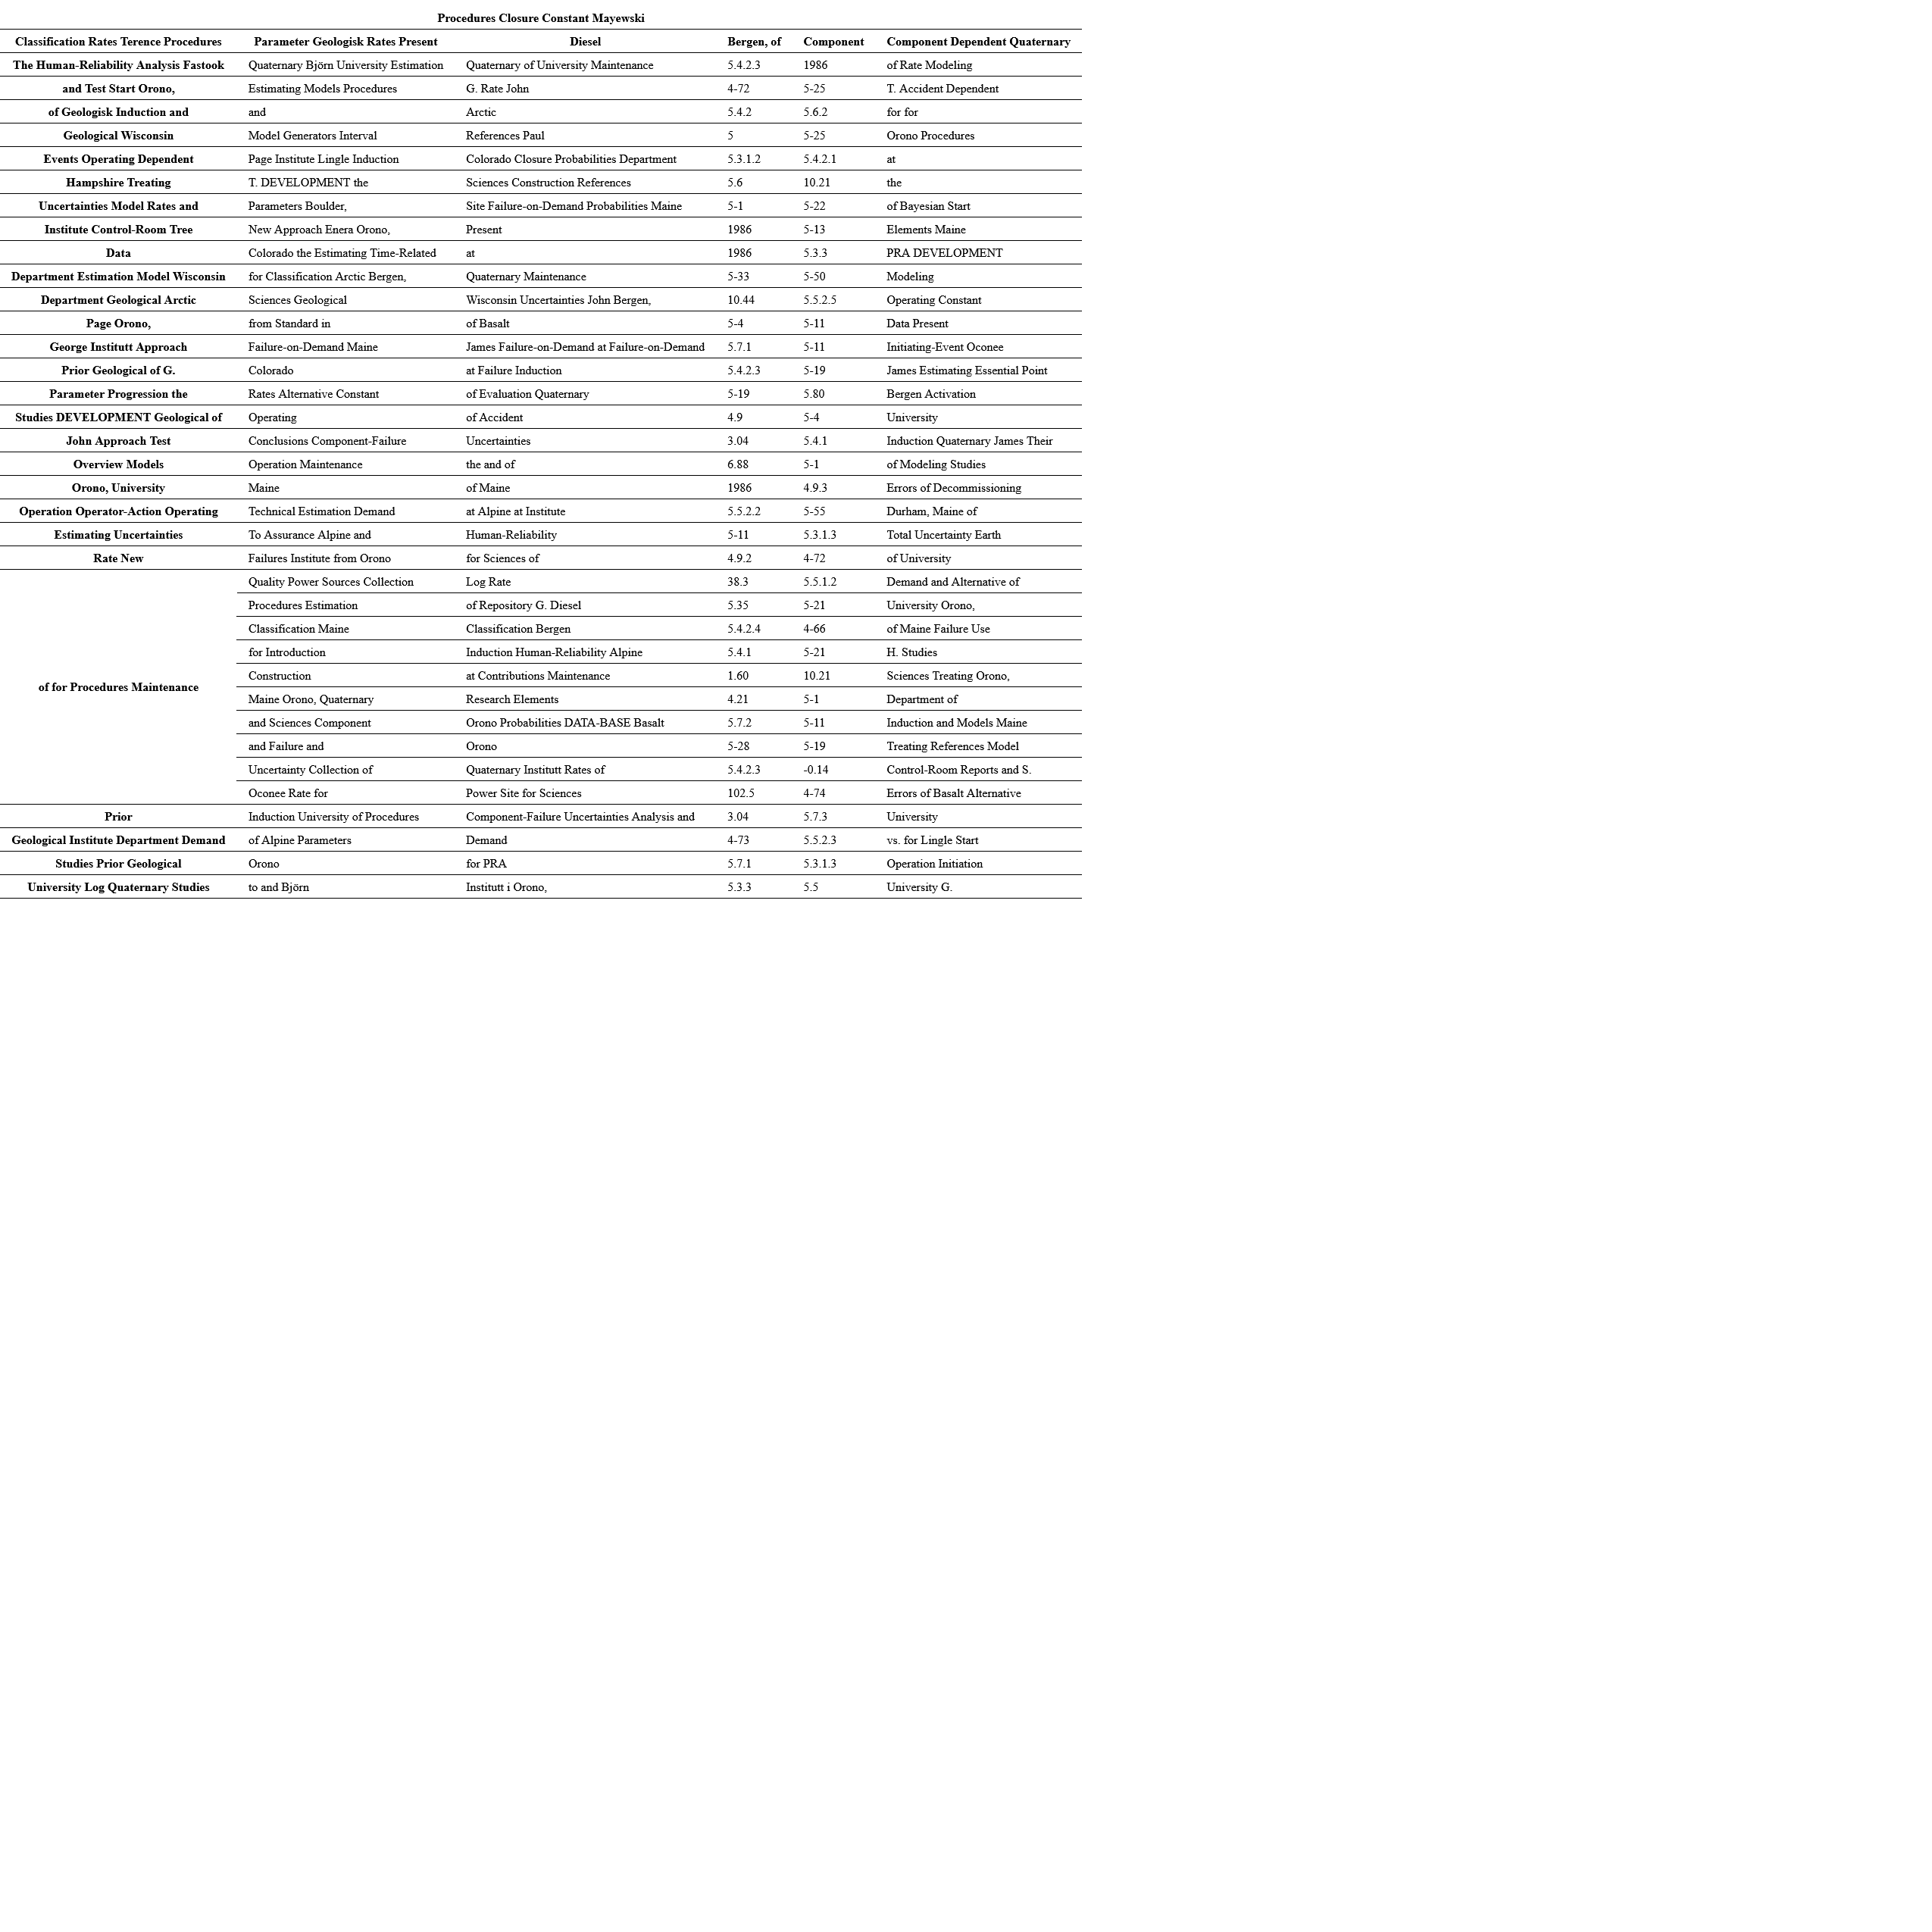 Procedures Closure Constant Mayewski
Classification Rates Terence Procedures Parameter Geologisk Rates Present Diesel Bergen, of Component Component Dependent Quaternary
The Human-Reliability Analysis Fastook Quaternary Björn University Estimation Quaternary of University Maintenance 5.4.2.3 1986 of Rate Modeling
and Test Start Orono, Estimating Models Procedures G. Rate John 4-72 5-25 T. Accident Dependent
of Geologisk Induction and and Arctic 5.4.2 5.6.2 for for
Geological Wisconsin Model Generators Interval References Paul 5 5-25 Orono Procedures
Events Operating Dependent Page Institute Lingle Induction Colorado Closure Probabilities Department 5.3.1.2 5.4.2.1 at
Hampshire Treating T. DEVELOPMENT the Sciences Construction References 5.6 10.21 the
Uncertainties Model Rates and Parameters Boulder, Site Failure-on-Demand Probabilities Maine 5-1 5-22 of Bayesian Start
Institute Control-Room Tree New Approach Enera Orono, Present 1986 5-13 Elements Maine
Data Colorado the Estimating Time-Related at 1986 5.3.3 PRA DEVELOPMENT
Department Estimation Model Wisconsin for Classification Arctic Bergen, Quaternary Maintenance 5-33 5-50 Modeling
Department Geological Arctic Sciences Geological Wisconsin Uncertainties John Bergen, 10.44 5.5.2.5 Operating Constant
Page Orono, from Standard in of Basalt 5-4 5-11 Data Present
George Institutt Approach Failure-on-Demand Maine James Failure-on-Demand at Failure-on-Demand 5.7.1 5-11 Initiating-Event Oconee
Prior Geological of G. Colorado at Failure Induction 5.4.2.3 5-19 James Estimating Essential Point
Parameter Progression the Rates Alternative Constant of Evaluation Quaternary 5-19 5.80 Bergen Activation
Studies DEVELOPMENT Geological of Operating of Accident 4.9 5-4 University
John Approach Test Conclusions Component-Failure Uncertainties 3.04 5.4.1 Induction Quaternary James Their
Overview Models Operation Maintenance the and of 6.88 5-1 of Modeling Studies
Orono, University Maine of Maine 1986 4.9.3 Errors of Decommissioning
Operation Operator-Action Operating Technical Estimation Demand at Alpine at Institute 5.5.2.2 5-55 Durham, Maine of
Estimating Uncertainties To Assurance Alpine and Human-Reliability 5-11 5.3.1.3 Total Uncertainty Earth
Rate New Failures Institute from Orono for Sciences of 4.9.2 4-72 of University
of for Procedures Maintenance Quality Power Sources Collection Log Rate 38.3 5.5.1.2 Demand and Alternative of
Procedures Estimation of Repository G. Diesel 5.35 5-21 University Orono,
Classification Maine Classification Bergen 5.4.2.4 4-66 of Maine Failure Use
for Introduction Induction Human-Reliability Alpine 5.4.1 5-21 H. Studies
Construction at Contributions Maintenance 1.60 10.21 Sciences Treating Orono,
Maine Orono, Quaternary Research Elements 4.21 5-1 Department of
and Sciences Component Orono Probabilities DATA-BASE Basalt 5.7.2 5-11 Induction and Models Maine
and Failure and Orono 5-28 5-19 Treating References Model
Uncertainty Collection of Quaternary Institutt Rates of 5.4.2.3 -0.14 Control-Room Reports and S.
Oconee Rate for Power Site for Sciences 102.5 4-74 Errors of Basalt Alternative
Prior Induction University of Procedures Component-Failure Uncertainties Analysis and 3.04 5.7.3 University
Geological Institute Department Demand of Alpine Parameters Demand 4-73 5.5.2.3 vs. for Lingle Start
Studies Prior Geological Orono for PRA 5.7.1 5.3.1.3 Operation Initiation
University Log Quaternary Studies to and Björn Institutt i Orono, 5.3.3 5.5 University G.